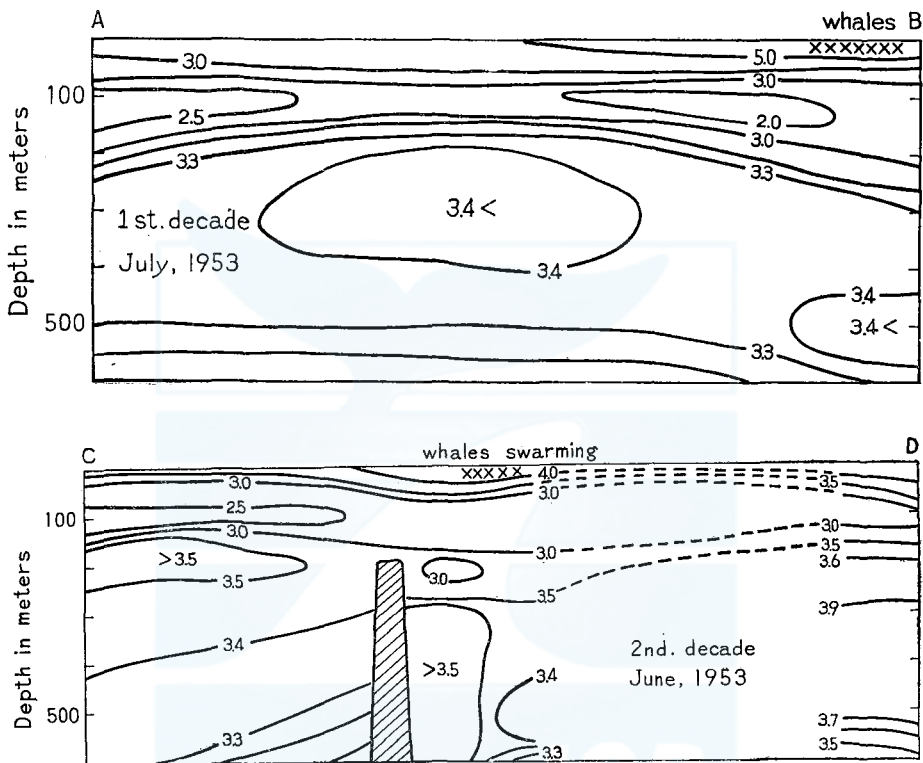 A B
whales
xxxxxxx
3.0 5.0
3.0
100
2.5 2.0
3.0
3.3 3.3
3.4 <
1st. decade
July, 1953
3.4
3.4
500 3.4 <
3.3
Depth in meters
C whales swarming D
xxxxx 4.0
3.0 3.0 3.5
2.5
100
3.0 3.0 3.0
>3.5 3.5
3.6
3.5 3.0 3.5
3.9
3.4
>3.5 3.4
2nd. decade
June, 1953
500 3.7
3.3 3.3 3.5
Depth in meters